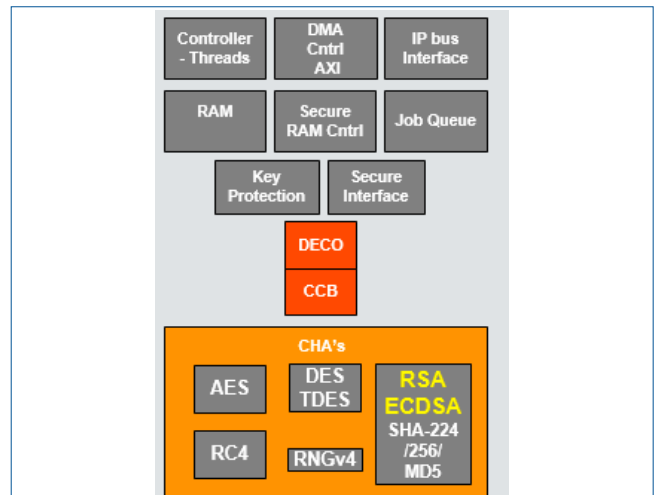 Controller
- Threads
DMA
Cntrl
AXI
IP bus
Interface
RAM
Secure
RAM Cntrl
Job Queue
Key
Protection
Secure
Interface
DECO
CCB
CHA's
AES
DES
TDES
RSA
ECDSA
SHA-224
/256/
MD5
RC4
RNGv4